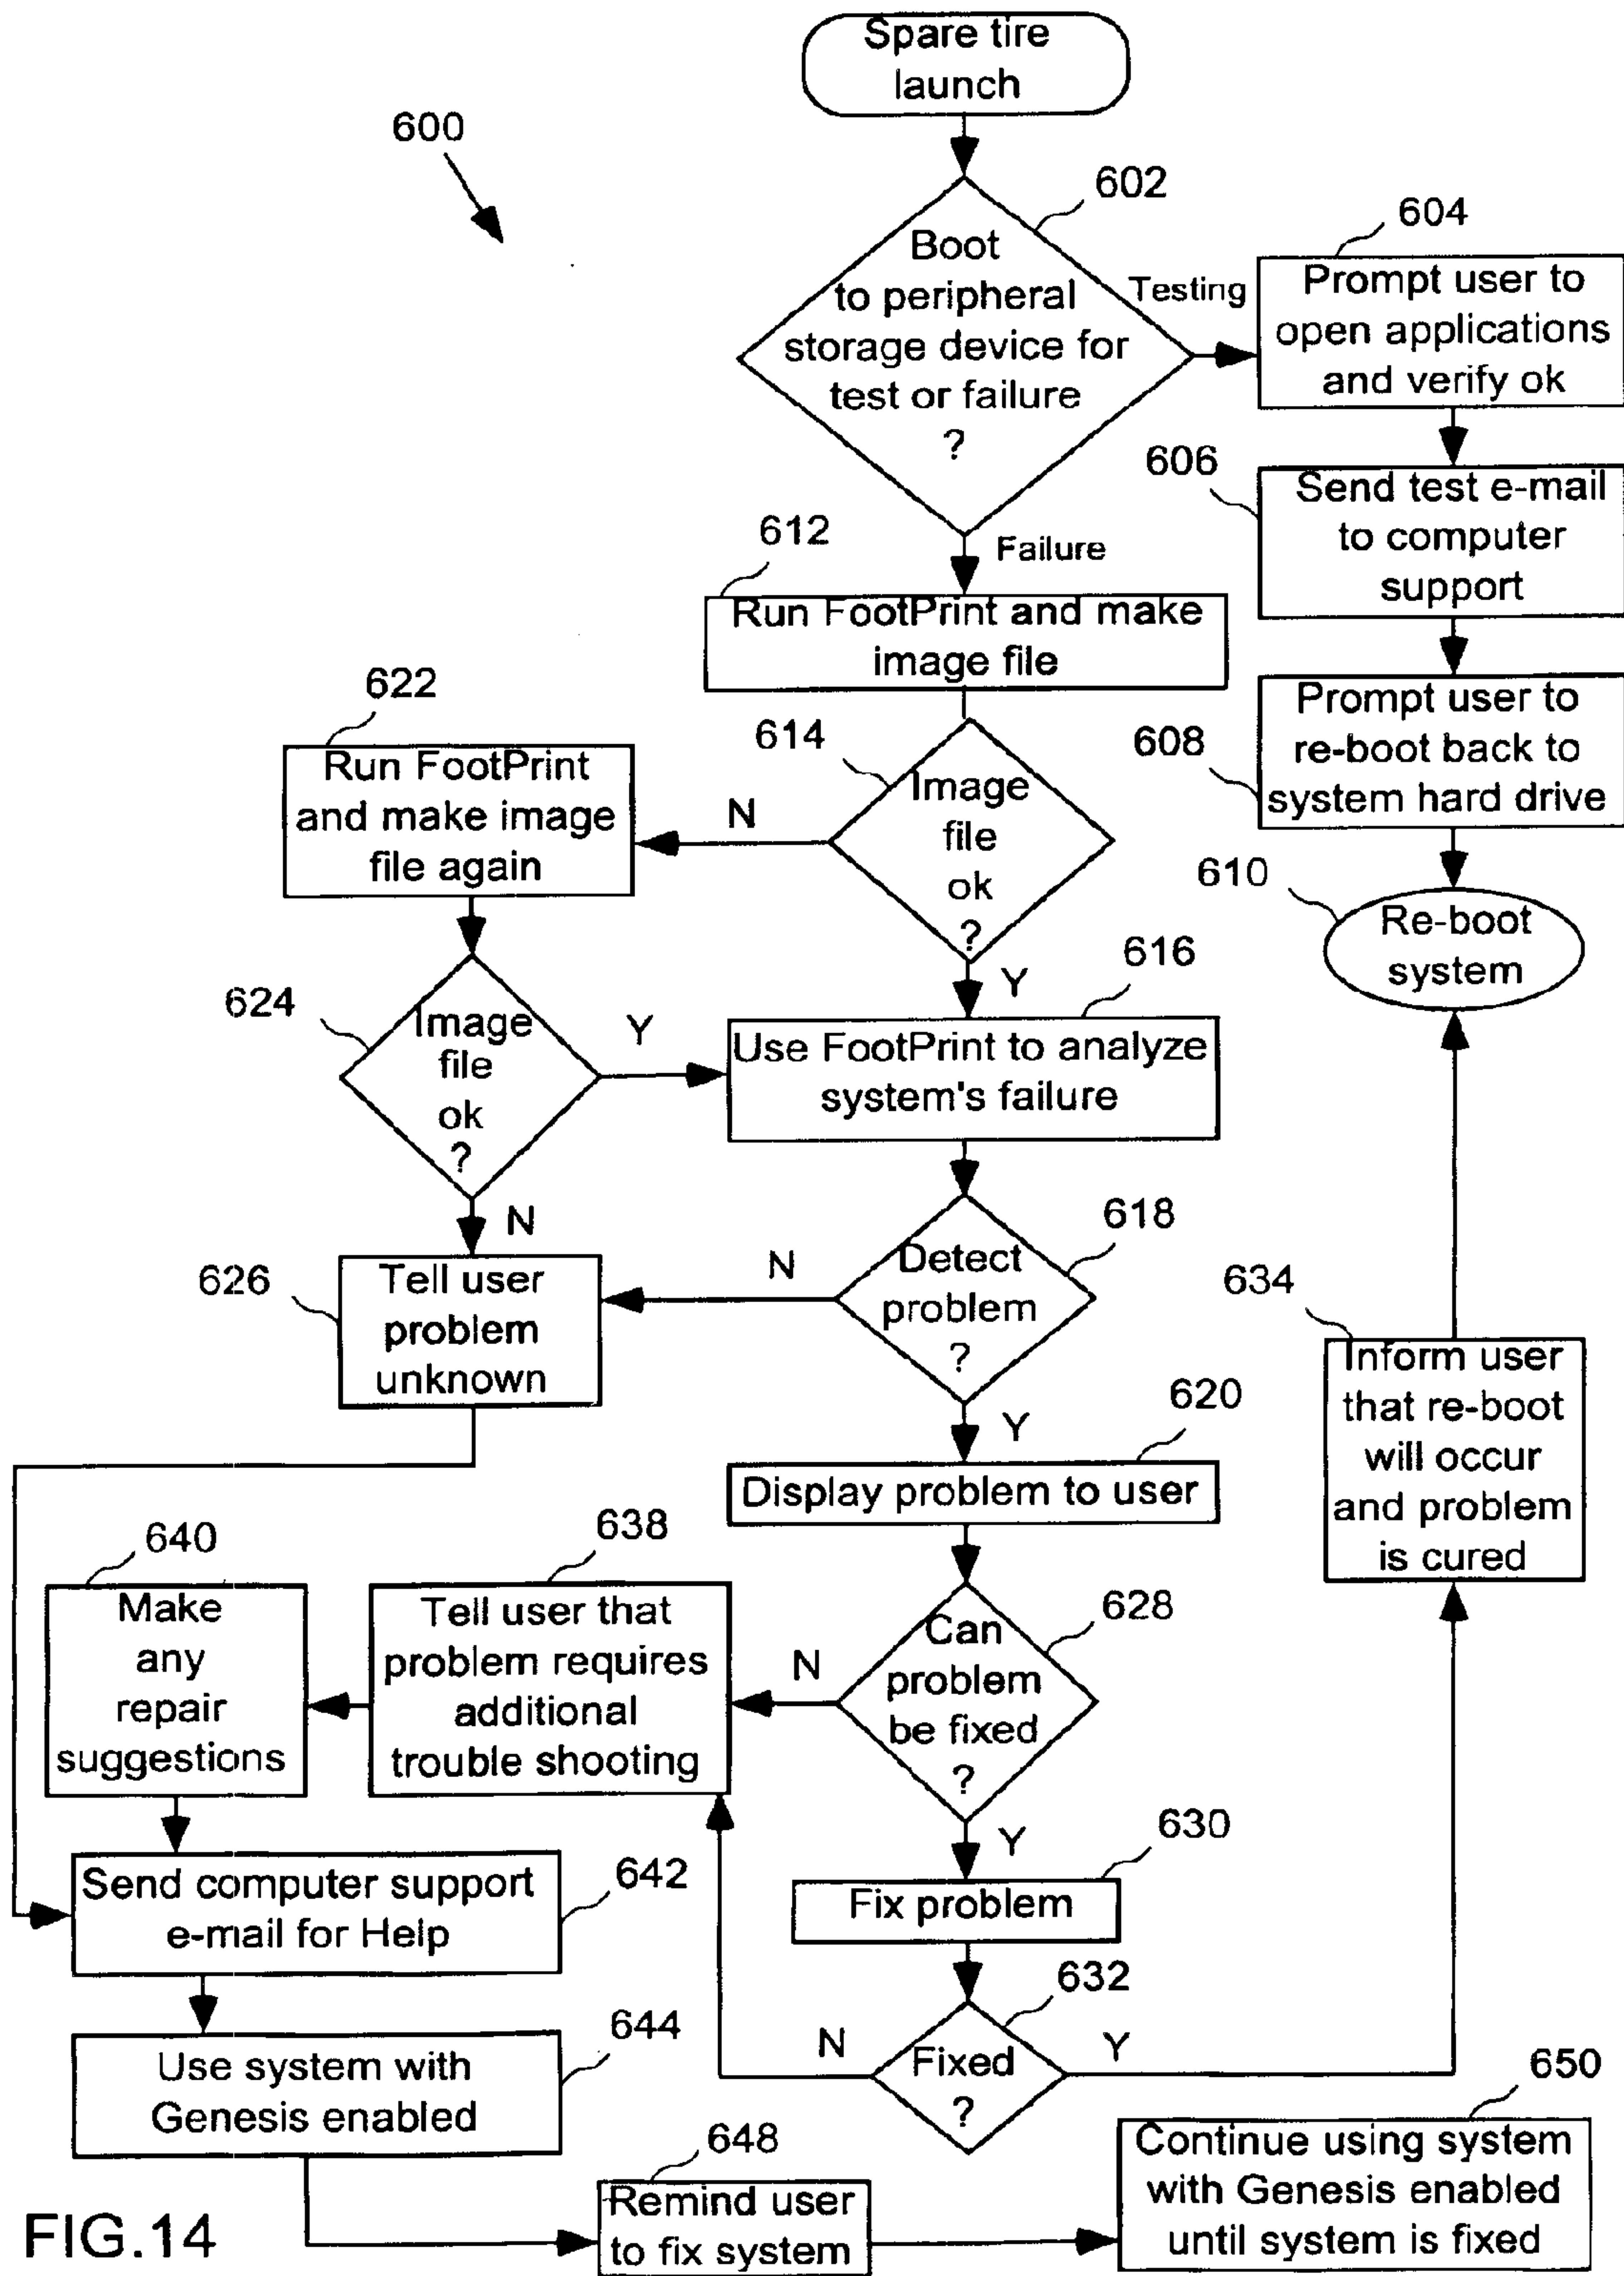 Spare tire
launch
600
602
Boot
to peripheral
storage device for
test or failure
?
Testing
604
Prompt user to
open applications
and verify ok
606
Send test e-mail
to computer
support
608
Prompt user to
re-boot back to
system hard drive
610
Re-boot
system
Failure
612
Run FootPrint and make
image file
614
Image
file
ok
?
N
Y
622
Run FootPrint
and make image
file again
624
Image
file
ok
?
Y
N
616
Use FootPrint to analyze
system's failure
618
Detect
problem
?
N
Y
626
Tell user
problem
unknown
620
Display problem to user
628
Can
problem
be fixed
?
N
Y
634
Inform user
that re-boot
will occur
and problem
is cured
638
Tell user that
problem requires
additional
trouble shooting
640
Make
any
repair
suggestions
630
Fix problem
632
Fixed
?
N
Y
642
Send computer support
e-mail for Help
644
Use system with
Genesis enabled
648
Remind user
to fix system
650
Continue using system
with Genesis enabled
until system is fixed
FIG.14